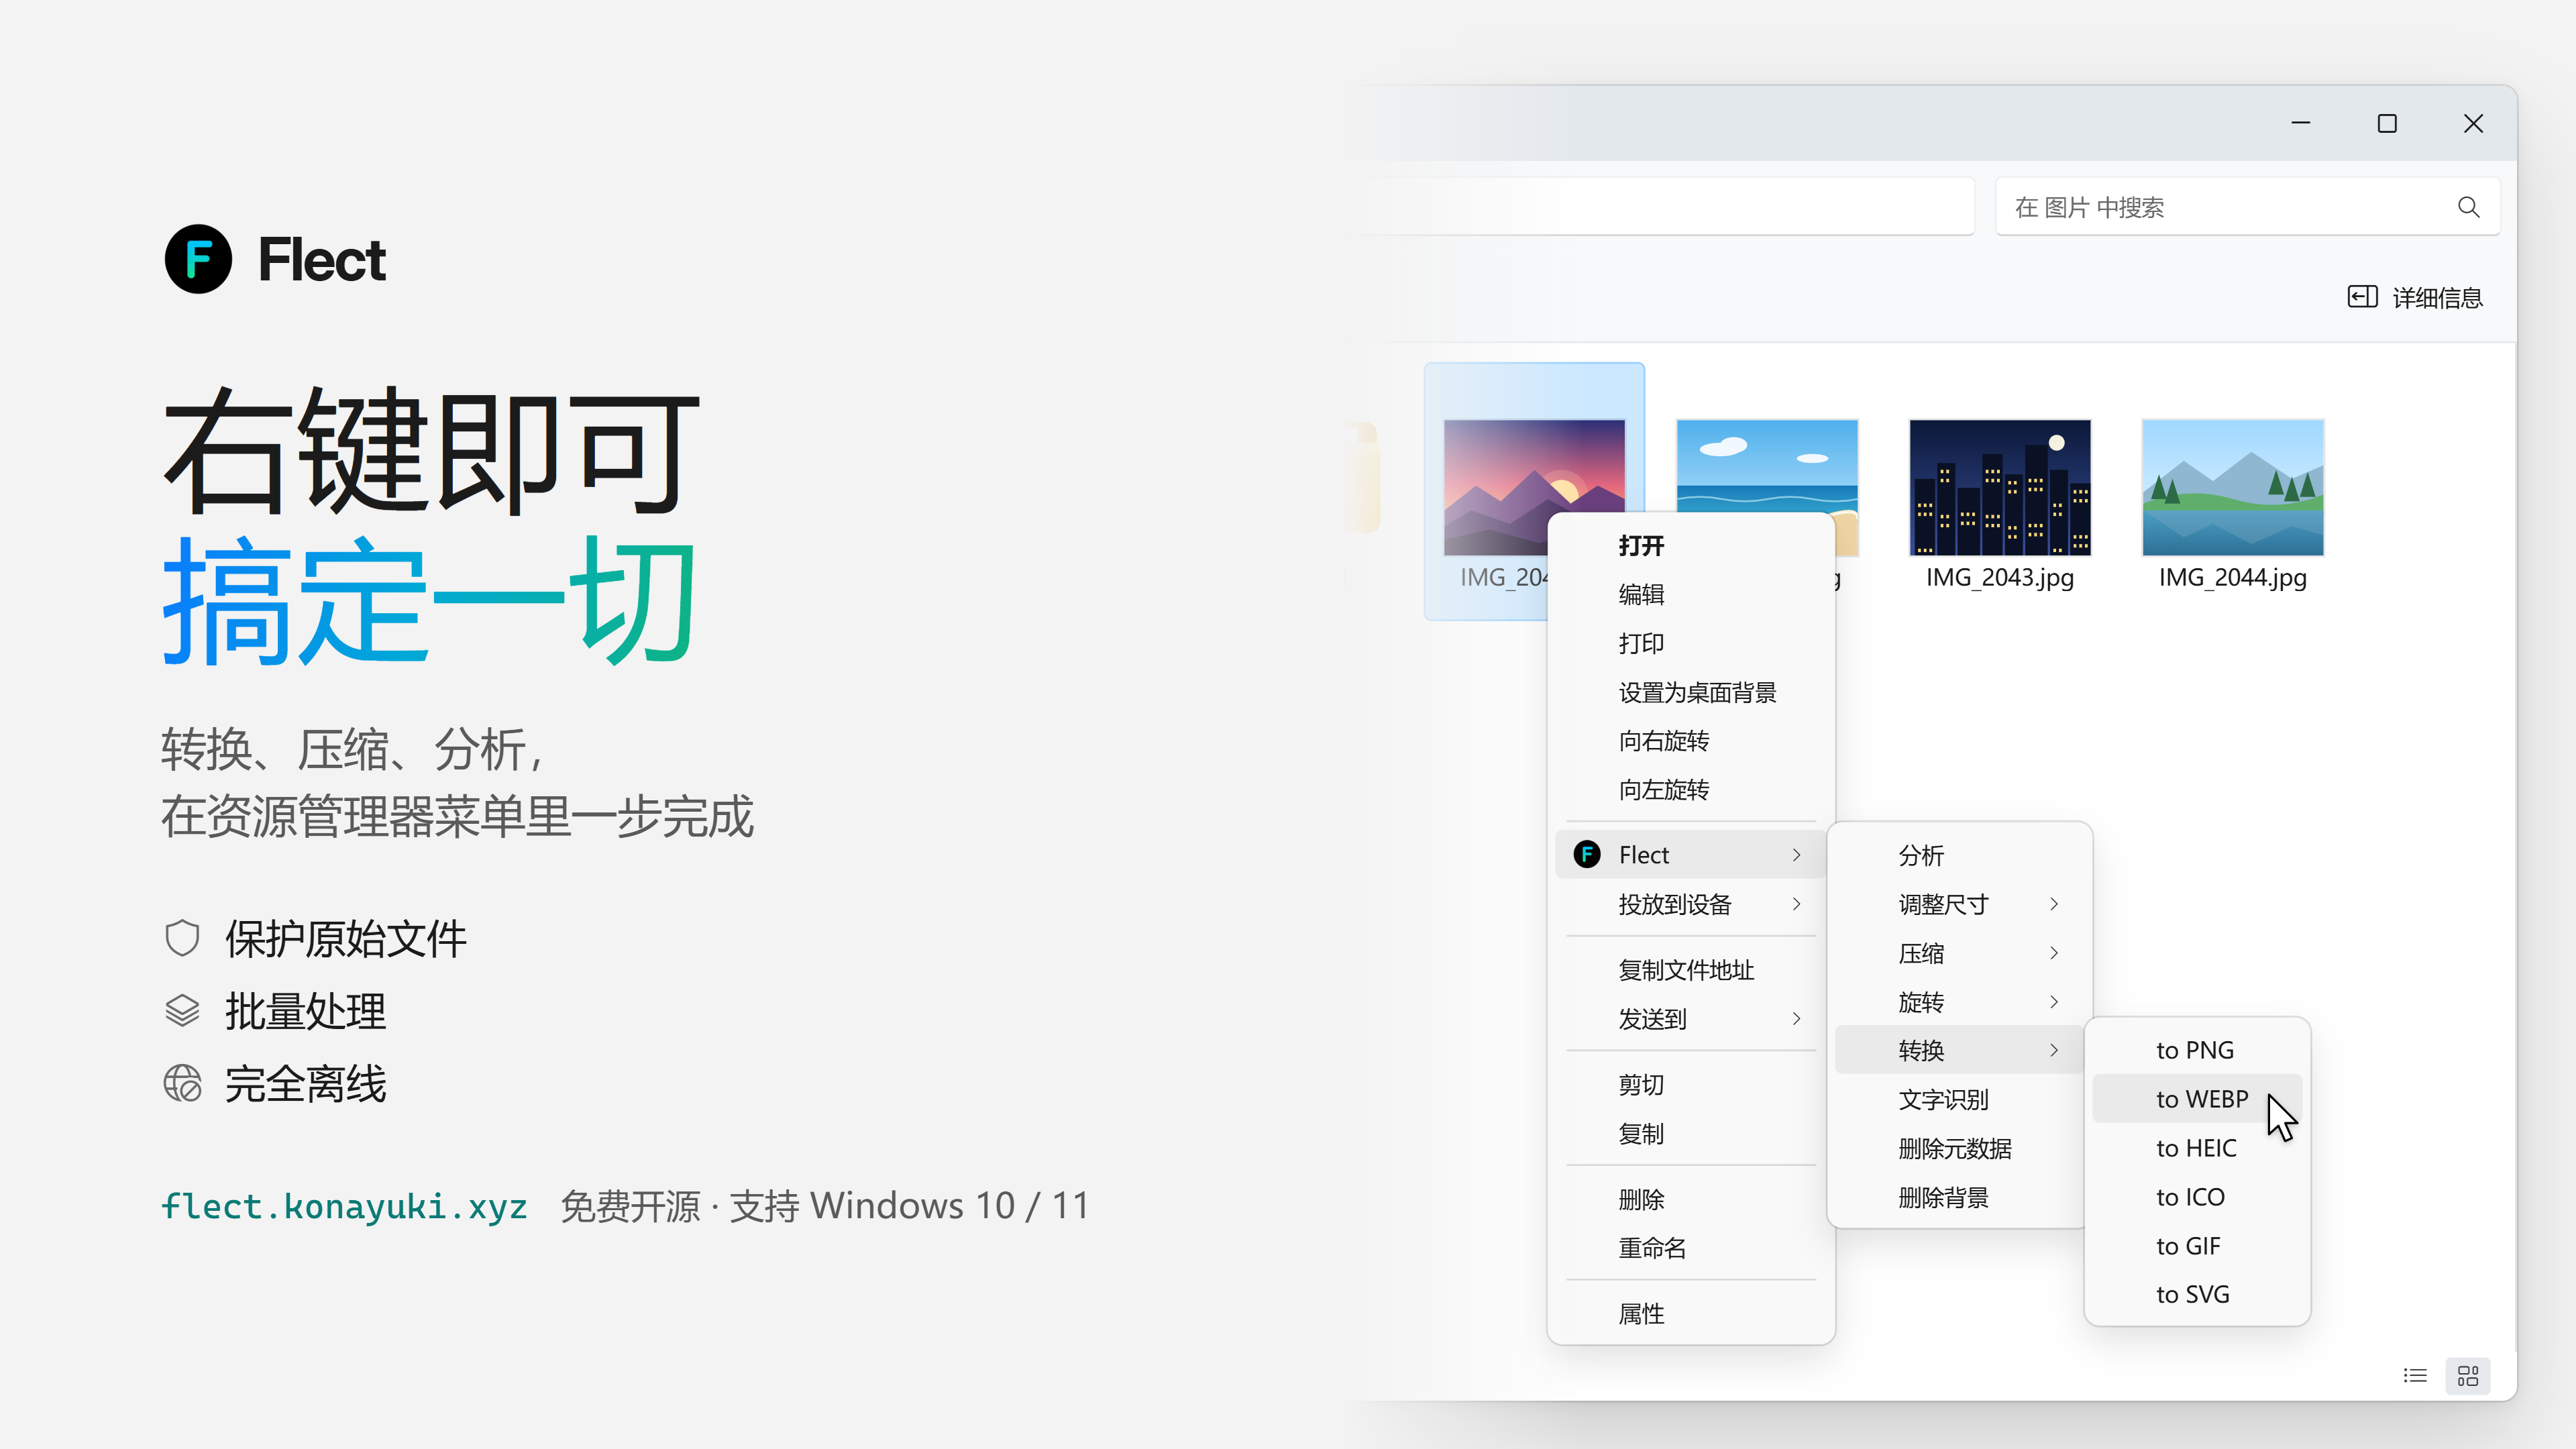 Flect
右键即可
搞定一切
转换、压缩、分析，
在资源管理器菜单里一步完成
保护原始文件
批量处理
完全离线
flect.konayuki.xyz 免费开源 · 支持 Windows 10 / 11
在 图片 中搜索
详细信息
IMG_2043.jpg
IMG_2044.jpg
打开
编辑
打印
设置为桌面背景
向右旋转
向左旋转
Flect
投放到设备
复制文件地址
发送到
剪切
复制
删除
重命名
属性
分析
调整尺寸
压缩
旋转
转换
文字识别
删除元数据
删除背景
to PNG
to WEBP
to HEIC
to ICO
to GIF
to SVG